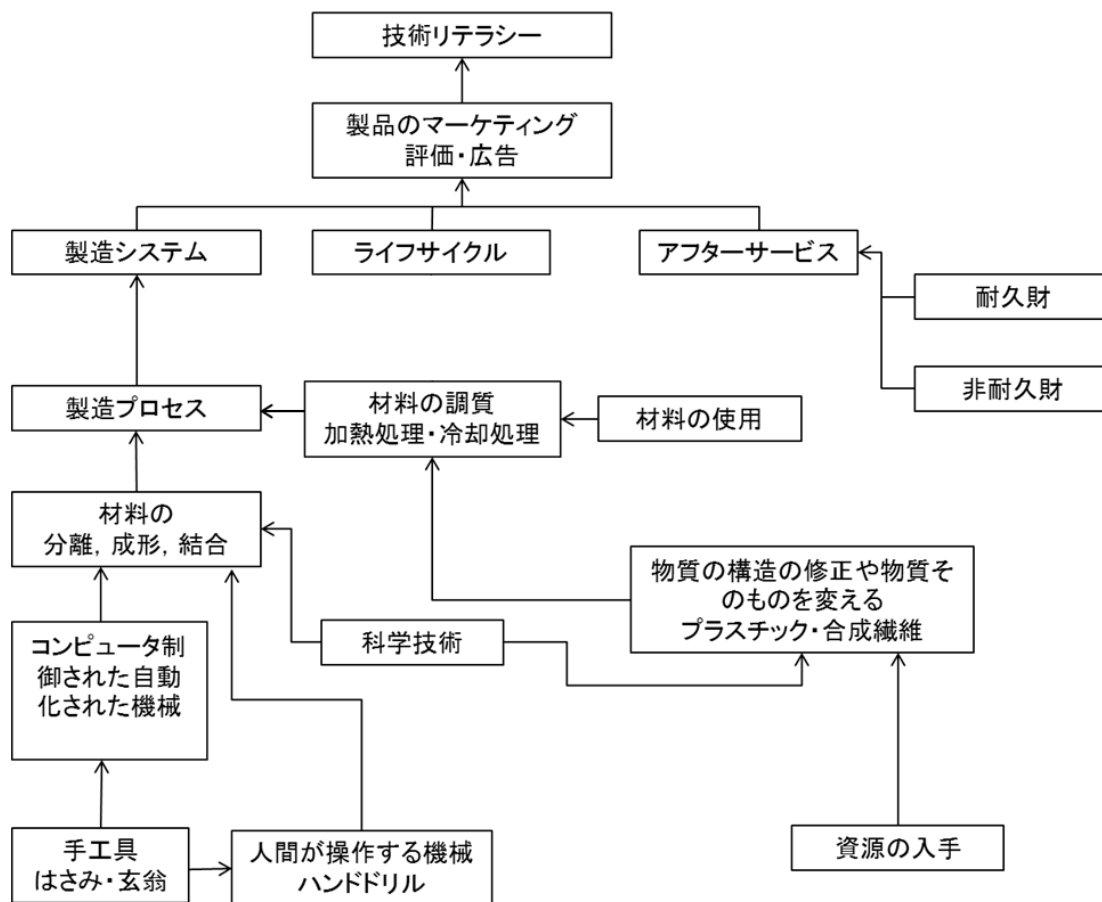 技術リテラシー
製品のマーケティング
評価・広告
製造システム
ライフサイクル
アフターサービス
耐久財
非耐久財
製造プロセス
材料の調質
加熱処理・冷却処理
材料の使用
材料の
分離, 成形, 結合
物質の構造の修正や物質そ
のものを変える
プラスチック・合成繊維
科学技術
コンピュータ制
御された自動
化された機械
手工具
はさみ・玄翁
人間が操作する機械
ハンドドリル
資源の入手